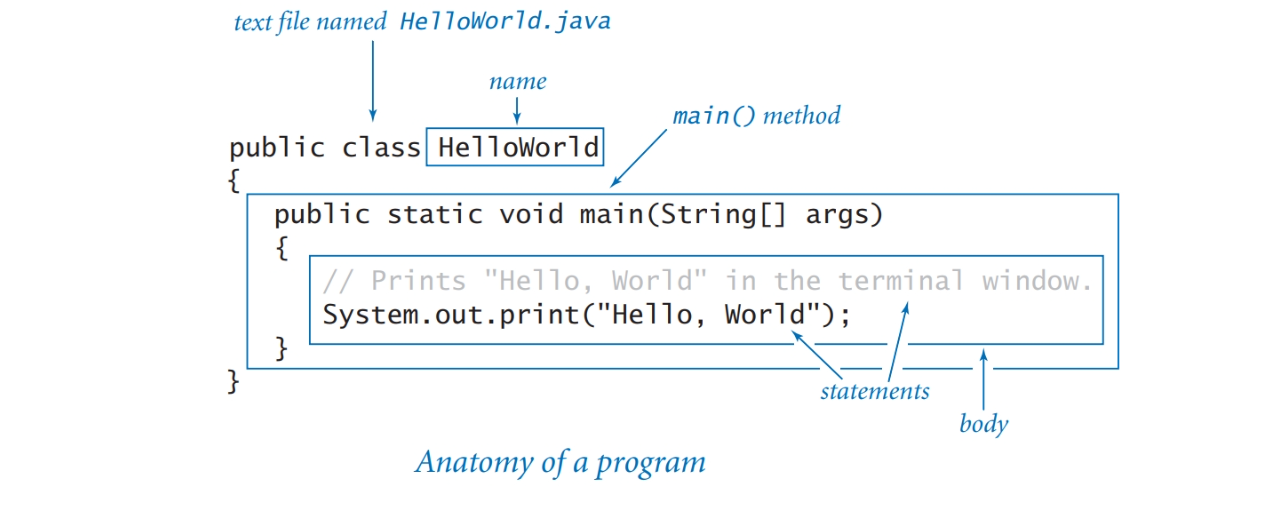 text file named HelloWorld.java
name
main() method
public class HelloWorld
{
public static void main(String[] args)
{
// Prints "Hello, World" in the terminal window.
System.out.print("Hello, World");
}
}
statements
body
Anatomy of a program